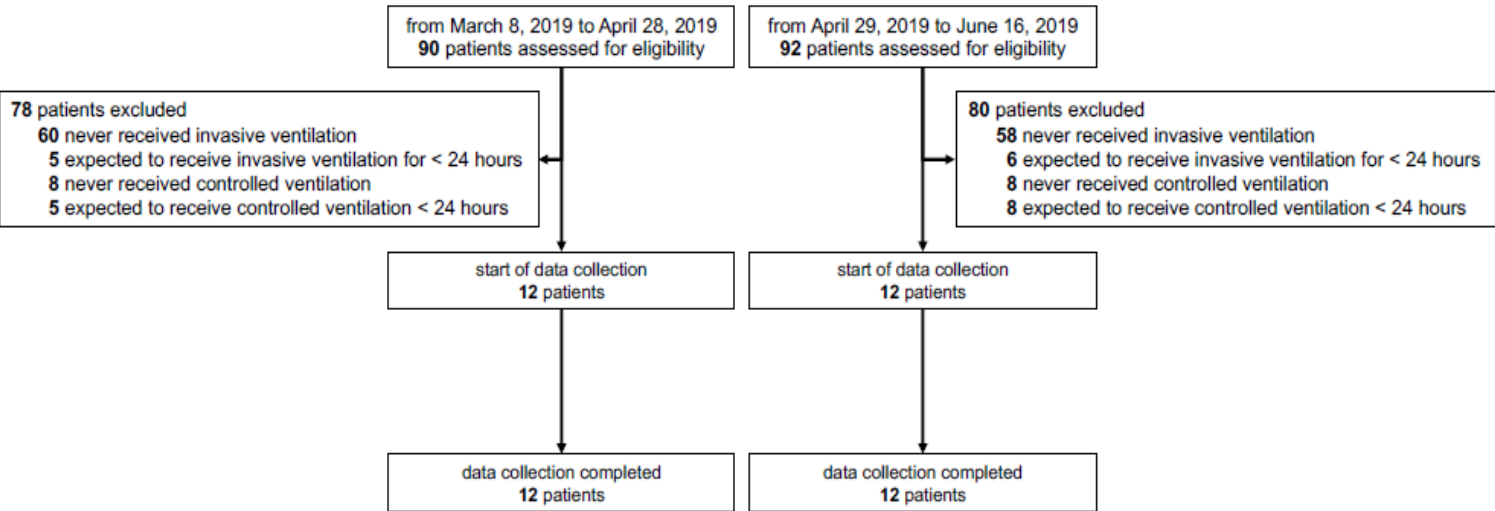 from March 8, 2019 to April 28, 2019
90 patients assessed for eligibility
from April 29, 2019 to June 16, 2019
92 patients assessed for eligibility
78 patients excluded
60 never received invasive ventilation
5 expected to receive invasive ventilation for < 24 hours
8 never received controlled ventilation
5 expected to receive controlled ventilation < 24 hours
80 patients excluded
58 never received invasive ventilation
6 expected to receive invasive ventilation for < 24 hours
8 never received controlled ventilation
8 expected to receive controlled ventilation < 24 hours
start of data collection
12 patients
start of data collection
12 patients
data collection completed
12 patients
data collection completed
12 patients